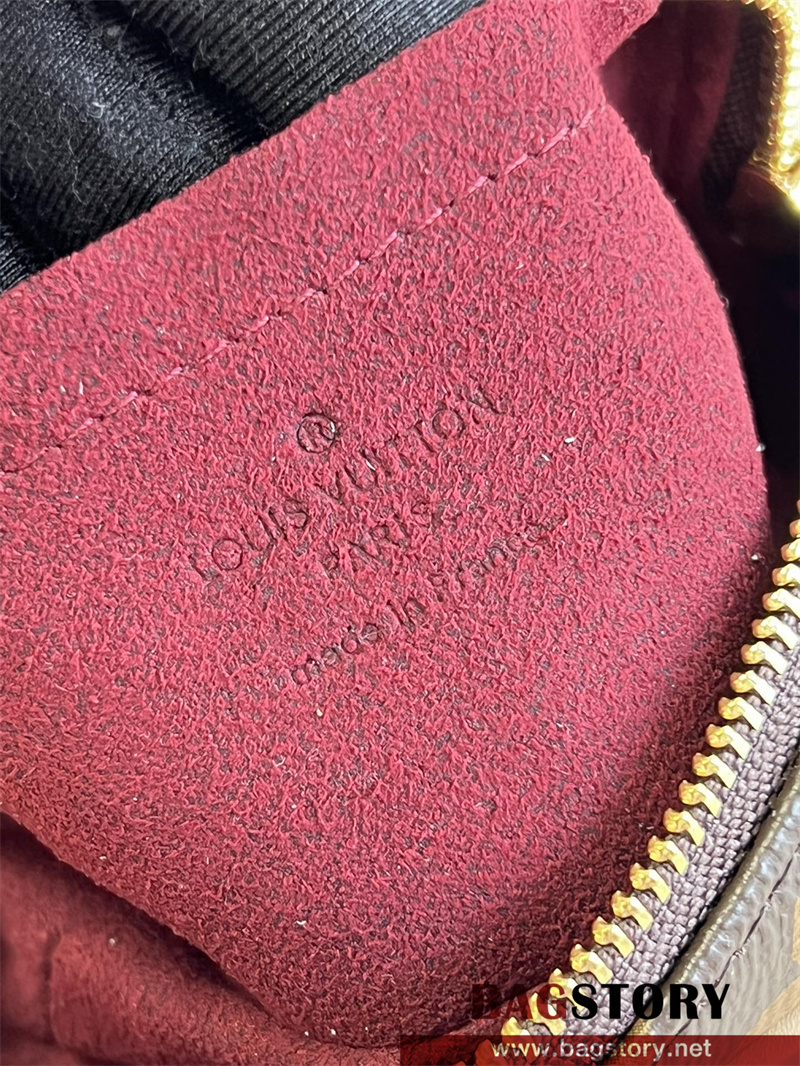 ®
LOUIS VUITTON
PARIS
made in France
BAGSTORY
www.bagstory.net